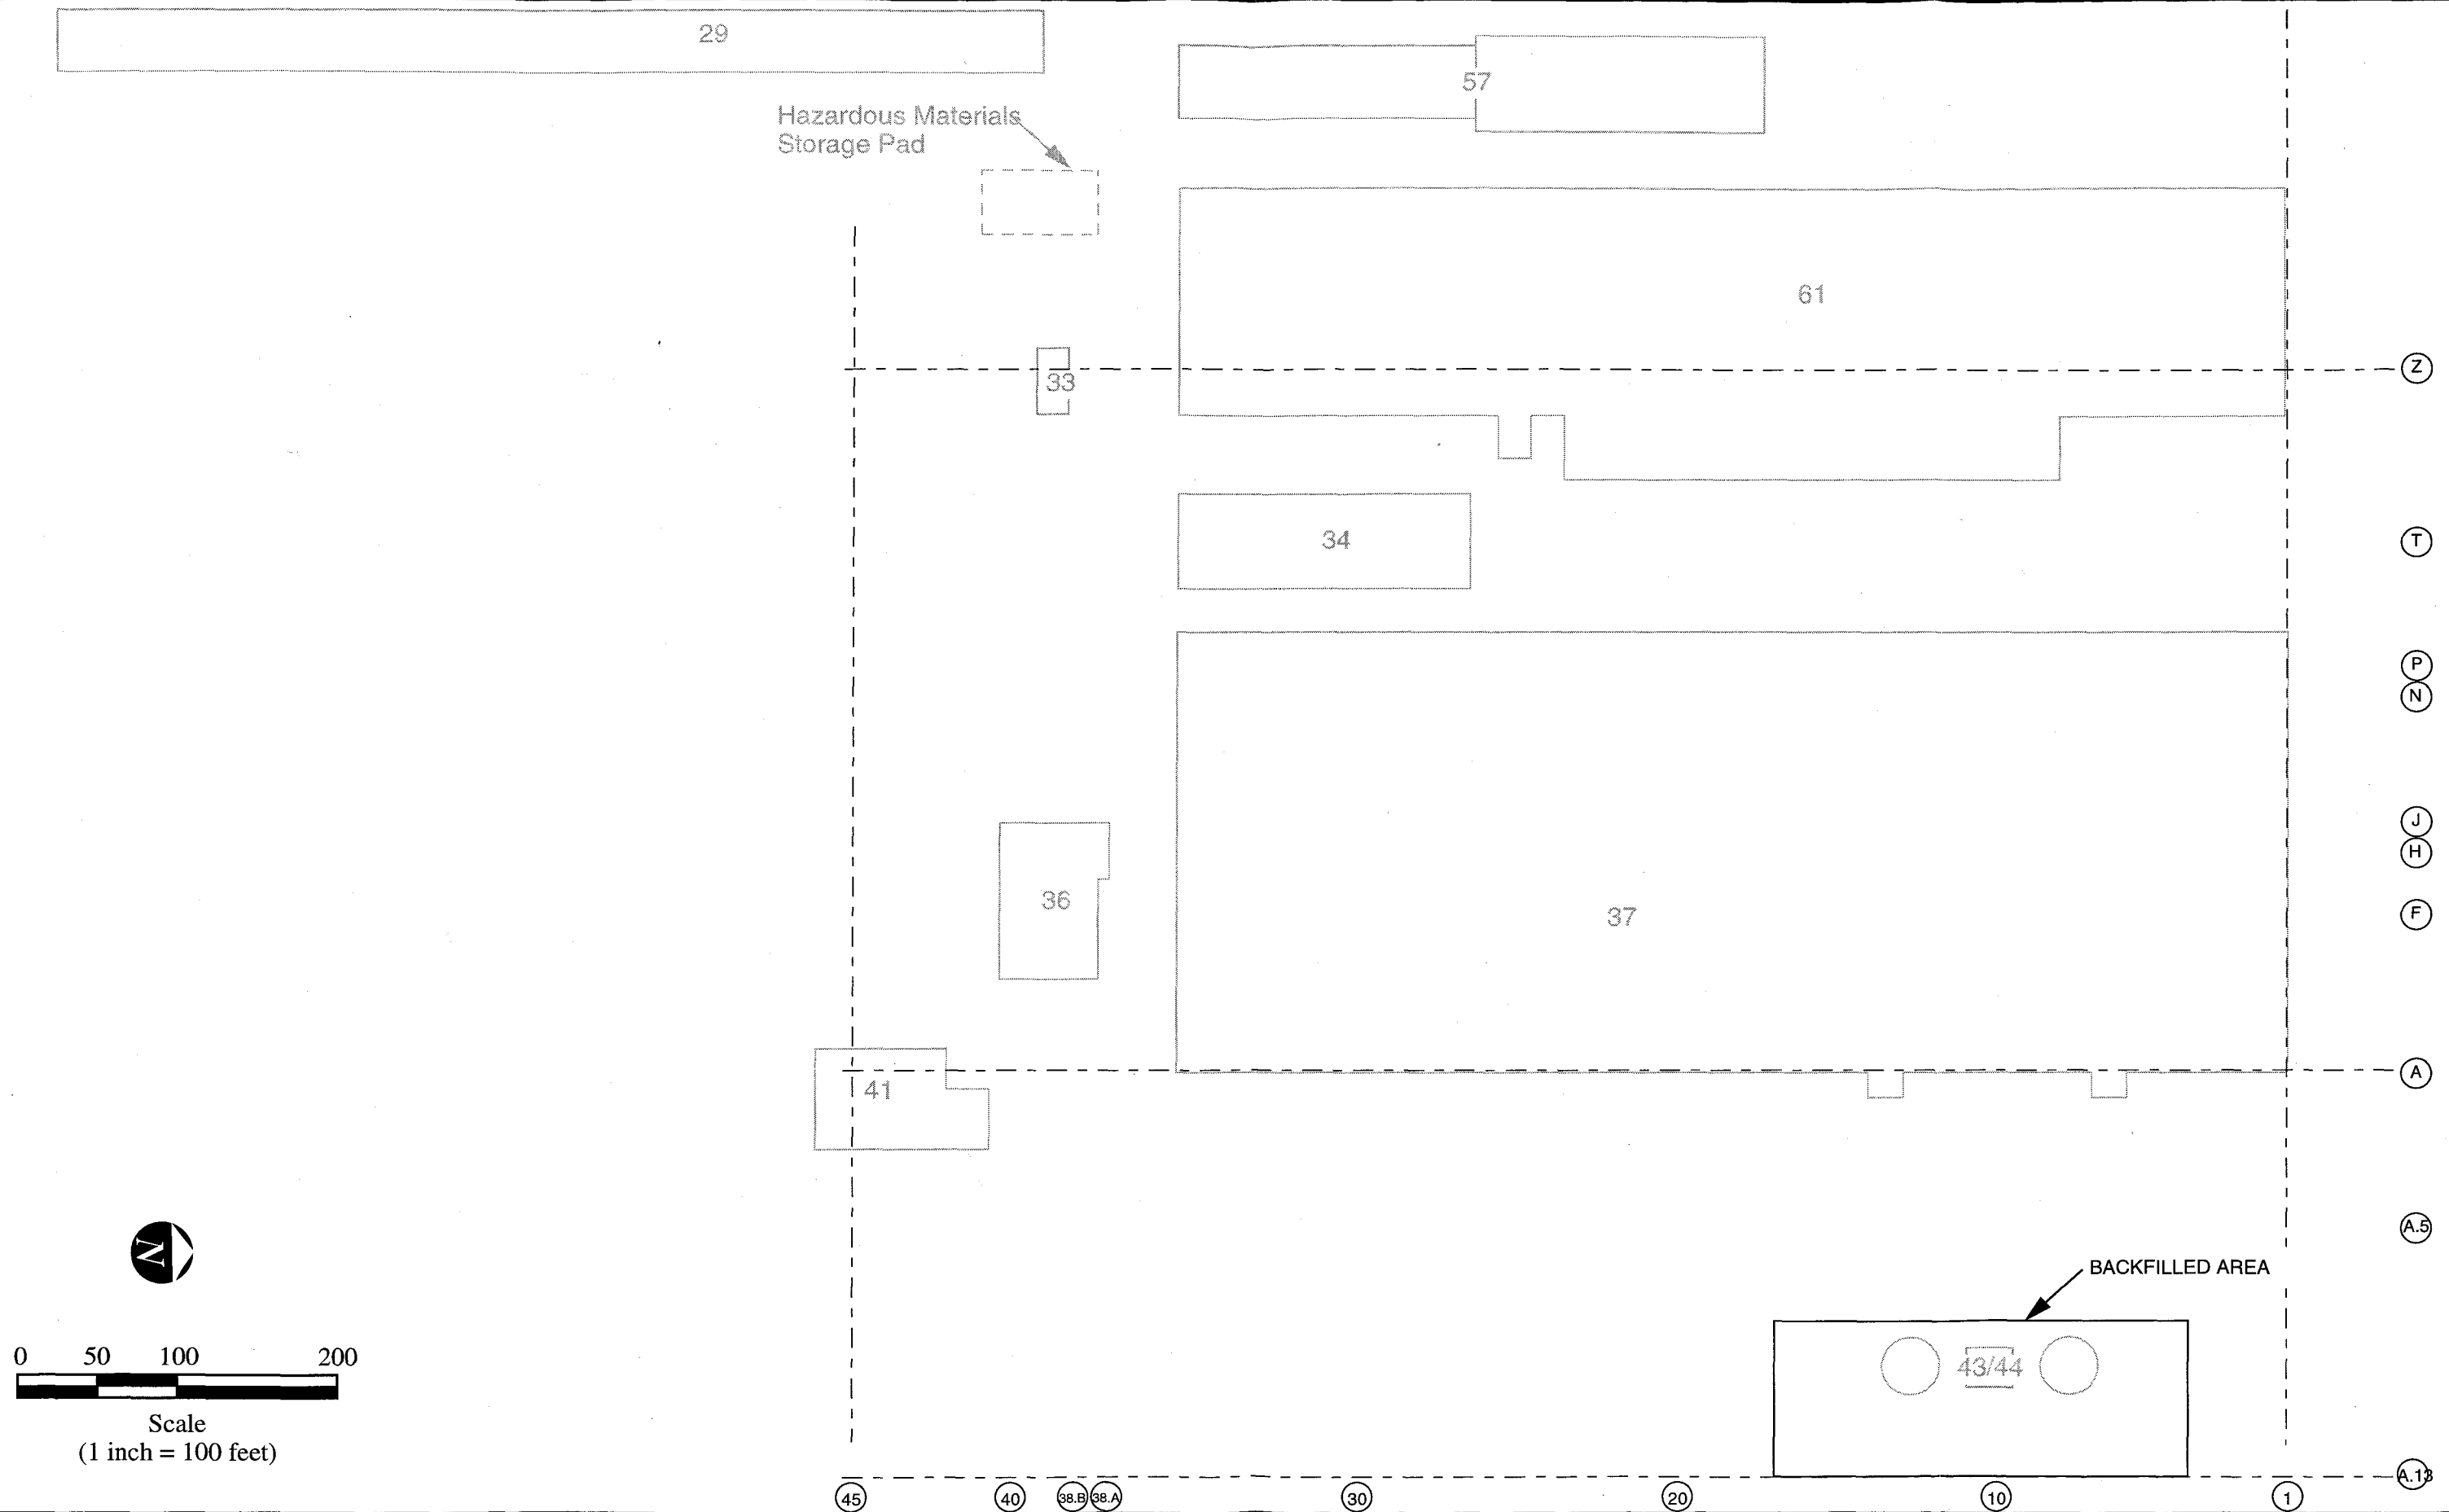 29
57
Hazardous Materials
Storage Pad
61
Z
33
34
T
P
N
J
H
36
37
F
A
41
A.5
N
BACKFILLED AREA
0 50 100 200
43/44
Scale
(1 inch = 100 feet)
A.13
45 40 38.B 38.A 30 20 10 1